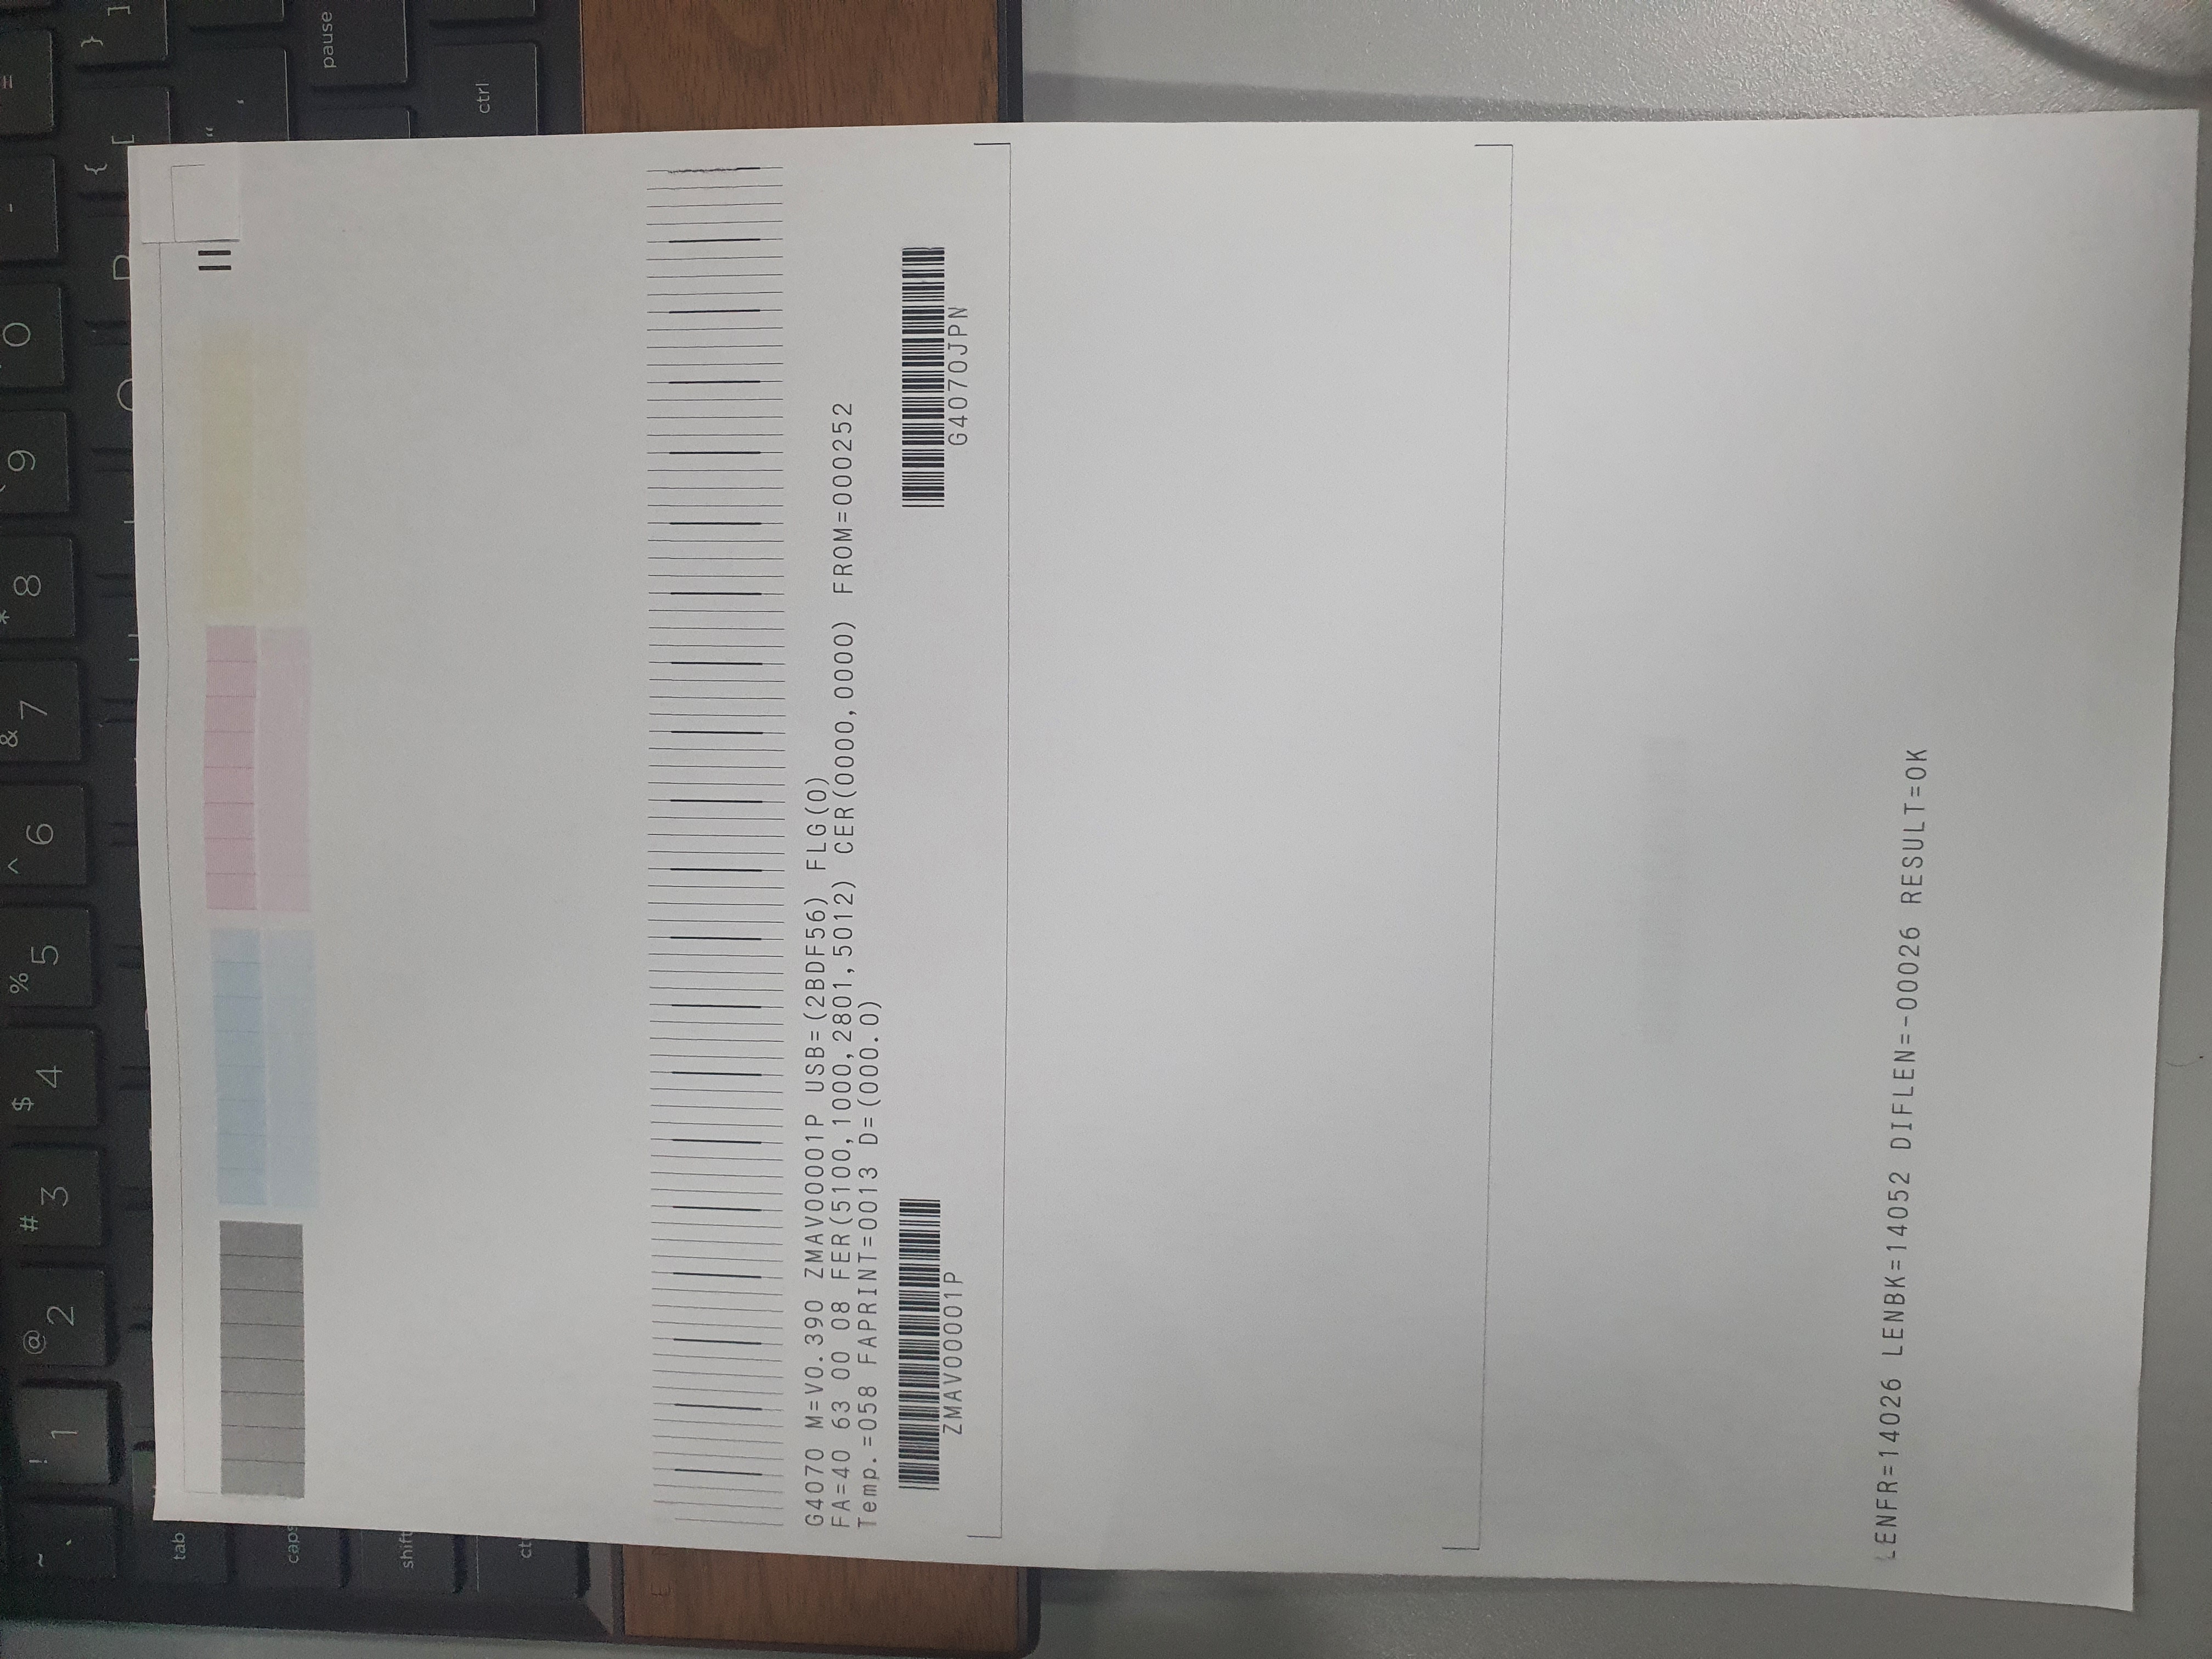 ~ ` ! 1 @ 2 # 3 $ 4 % 5 ^ 6 & 7 * 8 9 0 - =
tab { [ } ]
caps " '
pause
shift
ctrl
G4070 M=V0.390 ZMAV00001P USB=(2BDF56) FLG(0)
FA=40 63 00 08 FER(5100,1000,2801,5012) CER(0000,0000) FROM=000252
Temp.=058 FAPRINT=0013 D=(000.0)
ZMAV00001P
G4070JPN
LENFR=14026 LENBK=14052 DIFLEN=-00026 RESULT=OK